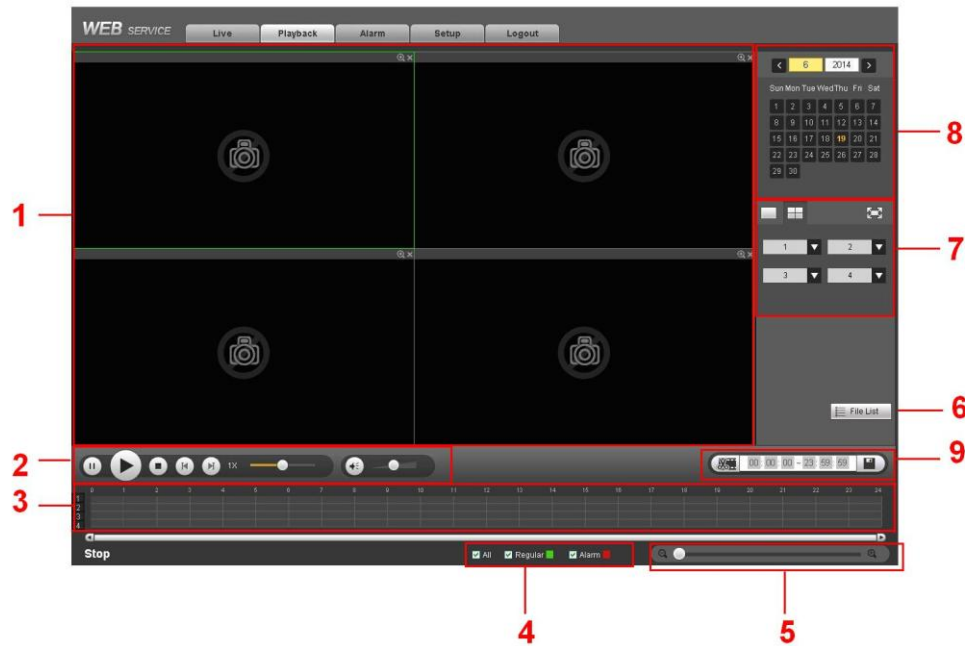 WEB SERVICE Live Playback Alarm Setup Logout
6 2014
Sun Mon Tue Wed Thu Fri Sat
1 2 3 4 5 6 7
8 9 10 11 12 13 14
15 16 17 18 19 20 21
22 23 24 25 26 27 28
29 30
8
1
1 2
3 4
7
File List
6
2
1X
00 00 00 ~ 23 59 59
9
0 1 2 3 4 5 6 7 8 9 10 11 12 13 14 15 16 17 18 19 20 21 22 23 24
1
2
3
4
3
Stop
All Regular Alarm
4
5